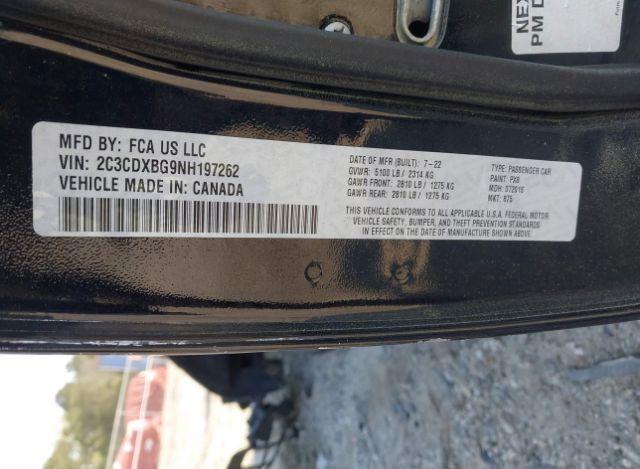 NEX
PM D
MFD BY: FCA US LLC
VIN: 2C3CDXBG9NH197262
VEHICLE MADE IN: CANADA
DATE OF MFR (BUILT): 7-22
GVWR: 5100 LB / 2314 KG
GAWR FRONT: 2810 LB / 1275 KG
GAWR REAR: 2810 LB / 1275 KG
TYPE: PASSENGER CAR
PAINT: PX8
MDH: 072016
MKT: 875
THIS VEHICLE CONFORMS TO ALL APPLICABLE U.S.A. FEDERAL MOTOR
VEHICLE SAFETY, BUMPER, AND THEFT PREVENTION STANDARDS
IN EFFECT ON THE DATE OF MANUFACTURE SHOWN ABOVE.